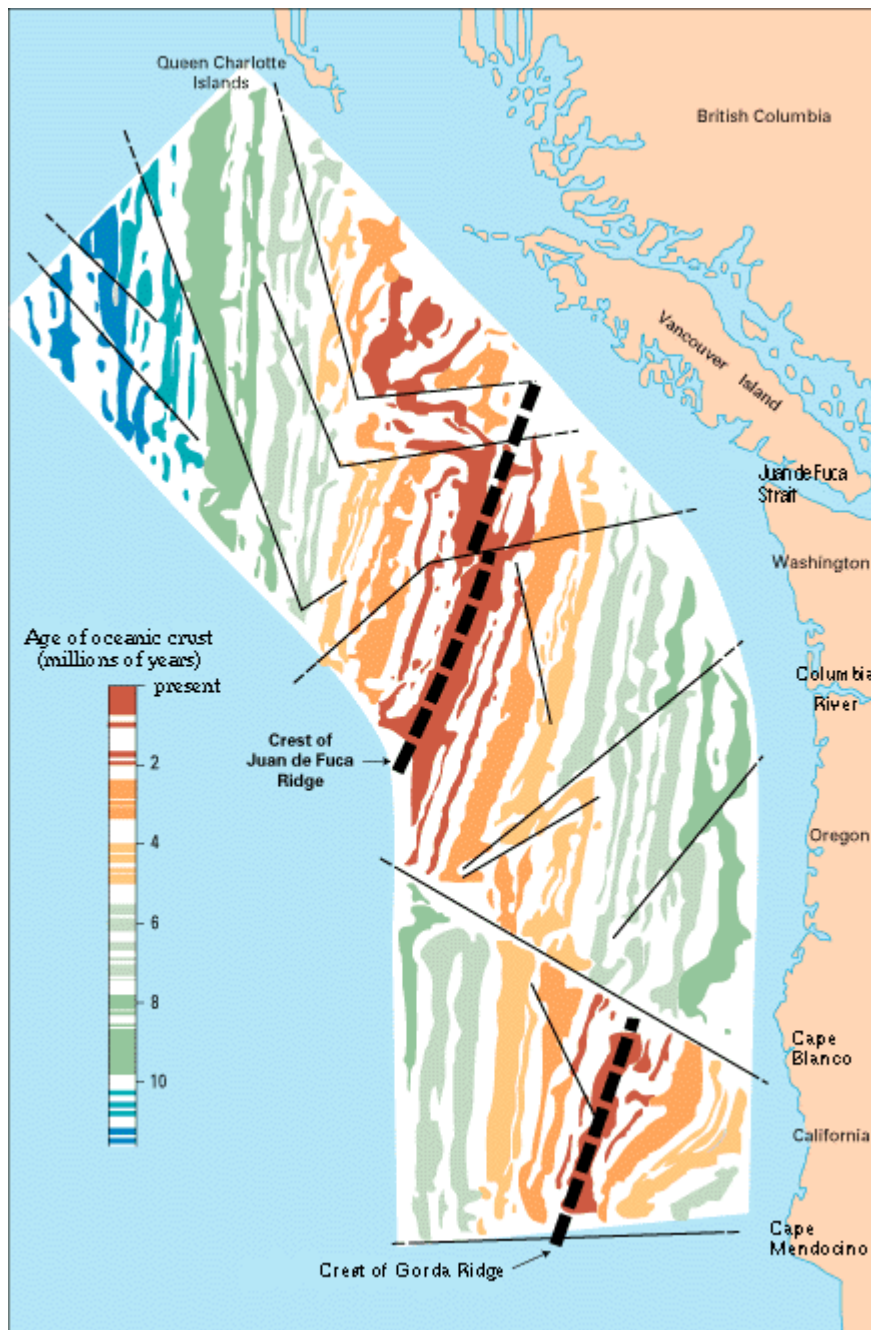 Queen Charlotte
Islands
British Columbia
Vancouver Island
Juan de Fuca
Strait
Washington
Age of oceanic crust
(millions of years)
present
2
4
6
8
10
Columbia
River
Crest of
Juan de Fuca
Ridge
Oregon
Cape
Blanco
California
Cape
Mendocino
Crest of Gorda Ridge